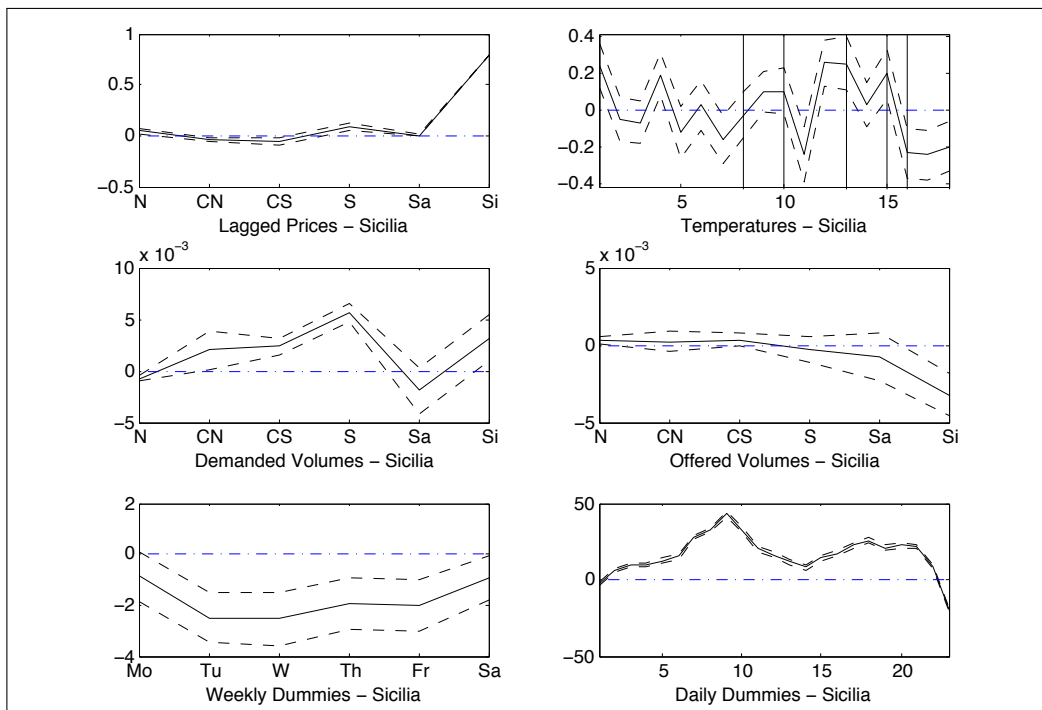 1
0.5
0
−0.5
N CN CS S Sa Si
Lagged Prices − Sicilia
0.4
0.2
0
−0.2
−0.4
5 10 15
Temperatures − Sicilia
x 10−3
10
5
0
−5
N CN CS S Sa Si
Demanded Volumes − Sicilia
x 10−3
5
0
−5
N CN CS S Sa Si
Offered Volumes − Sicilia
2
0
−2
−4
Mo Tu W Th Fr Sa
Weekly Dummies − Sicilia
50
0
−50
5 10 15 20
Daily Dummies − Sicilia